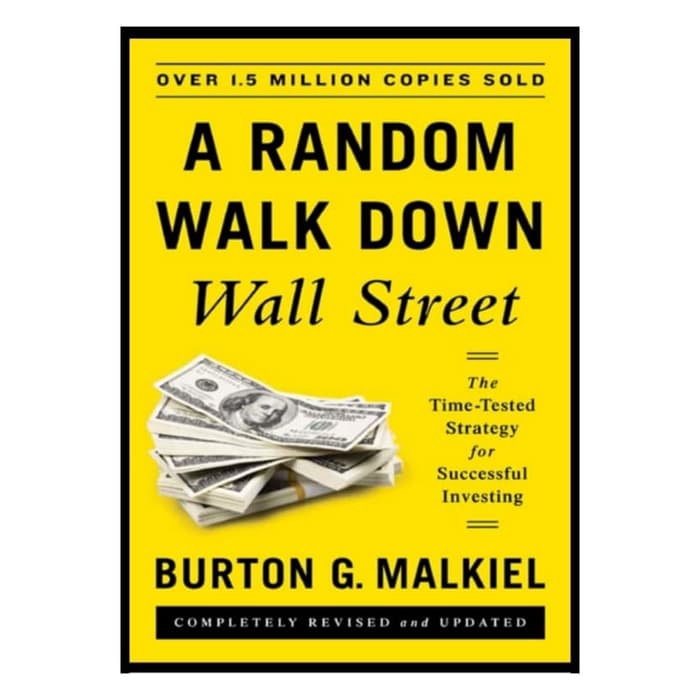 OVER 1.5 MILLION COPIES SOLD
A RANDOM
WALK DOWN
Wall Street
The
Time-Tested
Strategy
for
Successful
Investing
BURTON G. MALKIEL
COMPLETELY REVISED and UPDATED